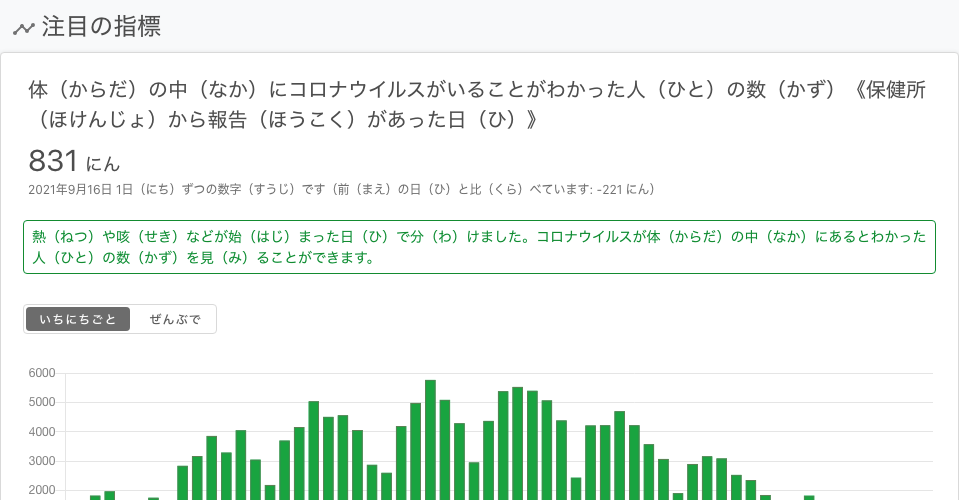 注目の指標
体（からだ）の中（なか）にコロナウイルスがいることがわかった人（ひと）の数（かず）《保健所
（ほけんじょ）から報告（ほうこく）があった日（ひ）》
831 にん
2021年9月16日 1日（にち）ずつの数字（すうじ）です（前（まえ）の日（ひ）と比（くら）べています: -221 にん）
熱（ねつ）や咳（せき）などが始（はじ）まった日（ひ）で分（わ）けました。コロナウイルスが体（からだ）の中（なか）にあるとわかった
人（ひと）の数（かず）を見（み）ることができます。
いちにちごと ぜんぶで
6000
5000
4000
3000
2000